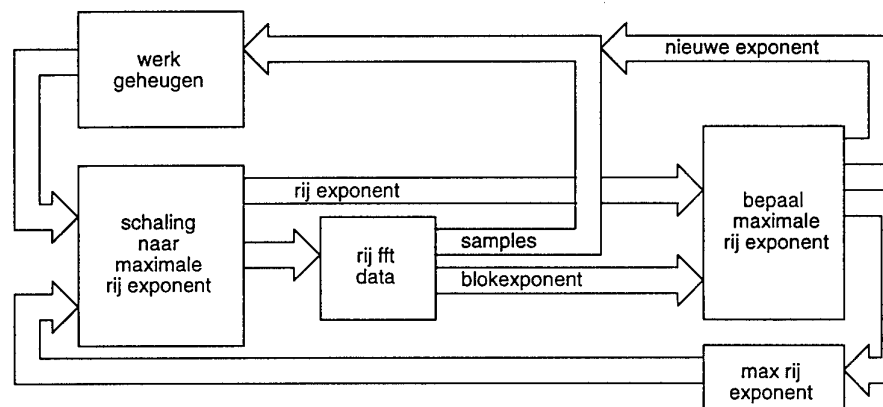 werk
geheugen
nieuwe exponent
rij exponent
schaling
naar
maximale
rij exponent
rij fft
data
samples
blokexponent
bepaal
maximale
rij exponent
max rij
exponent